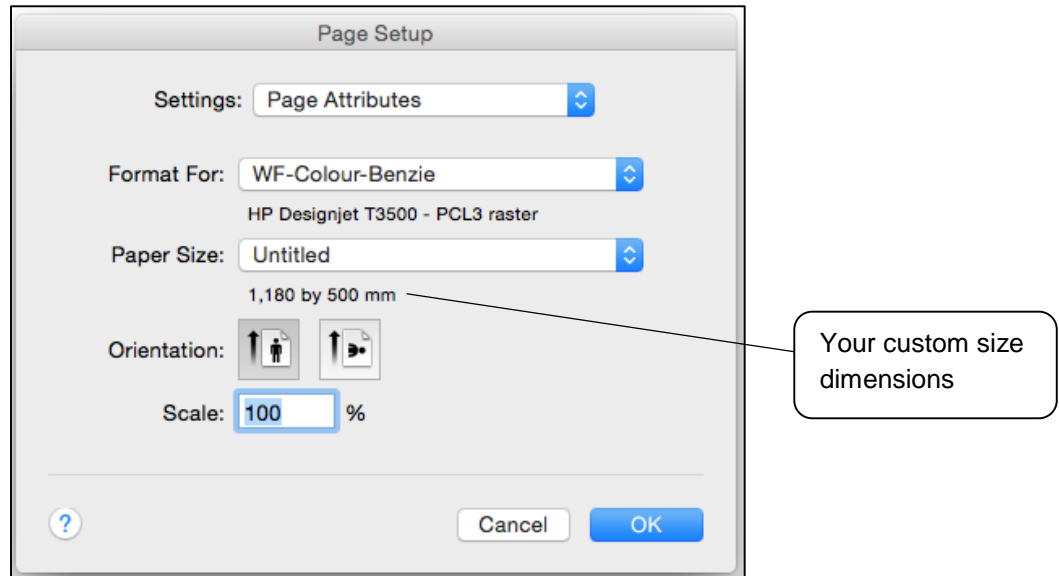 Page Setup
Settings: Page Attributes
Format For: WF-Colour-Benzie
HP Designjet T3500 - PCL3 raster
Paper Size: Untitled
1,180 by 500 mm
Orientation:
Scale: 100 %
? Cancel OK
Your custom size
dimensions